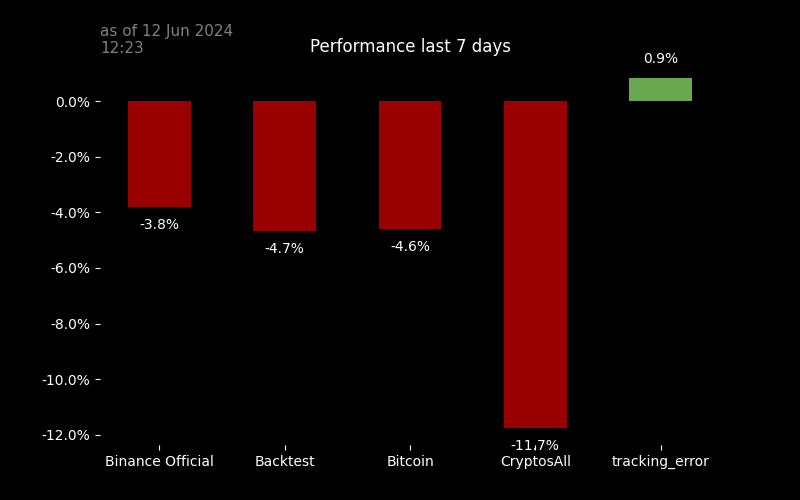 as of 12 Jun 2024
12:23
Performance last 7 days
0.9%
0.0%
-2.0%
-4.0%
-6.0%
-8.0%
-10.0%
-12.0%
-3.8%
-4.7%
-4.6%
-11.7%
Binance Official
Backtest
Bitcoin
CryptosAll
tracking_error